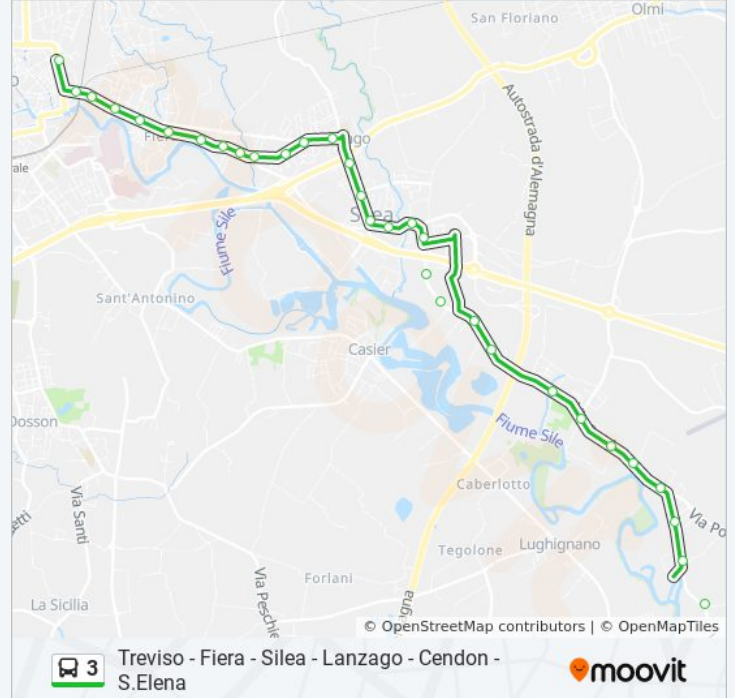 San Floriano
Olmi
Autostrada d'Alemagna
Silea
Fiume Sile
Sant'Antonino
Casier
Dosson
Fiume Sile
Caberlotto
Via Santi
Via Po
Tegolone
Lughignano
Forlani
Via Peschie
La Sicilia
© OpenStreetMap contributors | © OpenMapTiles
3
Treviso - Fiera - Silea - Lanzago - Cendon -
S.Elena
moovit